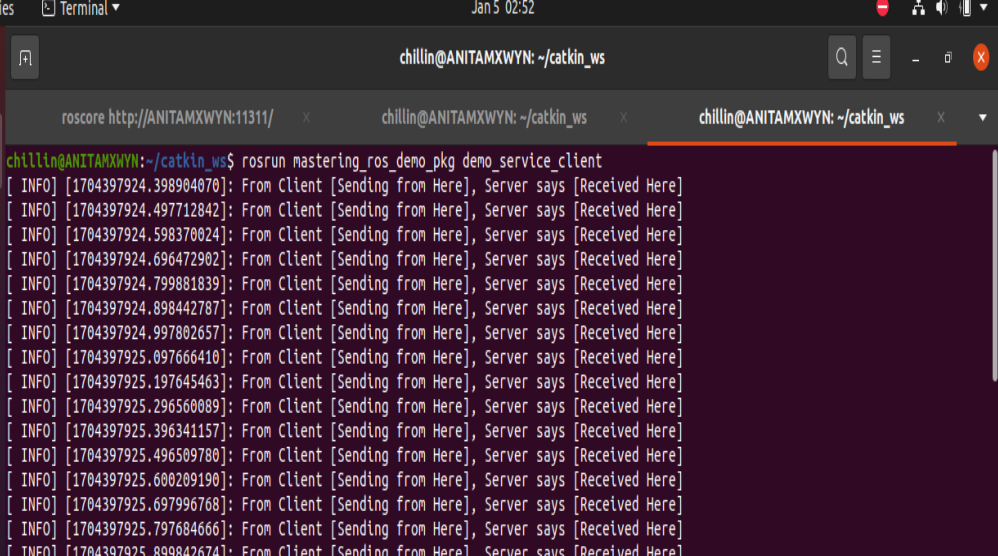 ies Terminal Jan 5 02:52
chillin@ANITAMXWYN: ~/catkin_ws
roscore http://ANITAMXWYN:11311/ × chillin@ANITAMXWYN: ~/catkin_ws × chillin@ANITAMXWYN: ~/catkin_ws ×
chillin@ANITAMXWYN:~/catkin_ws$ rosrun mastering_ros_demo_pkg demo_service_client
[ INFO] [1704397924.398904070]: From Client [Sending from Here], Server says [Received Here]
[ INFO] [1704397924.497712842]: From Client [Sending from Here], Server says [Received Here]
[ INFO] [1704397924.598370024]: From Client [Sending from Here], Server says [Received Here]
[ INFO] [1704397924.696472902]: From Client [Sending from Here], Server says [Received Here]
[ INFO] [1704397924.799881839]: From Client [Sending from Here], Server says [Received Here]
[ INFO] [1704397924.898442787]: From Client [Sending from Here], Server says [Received Here]
[ INFO] [1704397924.997802657]: From Client [Sending from Here], Server says [Received Here]
[ INFO] [1704397925.097666410]: From Client [Sending from Here], Server says [Received Here]
[ INFO] [1704397925.197645463]: From Client [Sending from Here], Server says [Received Here]
[ INFO] [1704397925.296560089]: From Client [Sending from Here], Server says [Received Here]
[ INFO] [1704397925.396341157]: From Client [Sending from Here], Server says [Received Here]
[ INFO] [1704397925.496509780]: From Client [Sending from Here], Server says [Received Here]
[ INFO] [1704397925.600209190]: From Client [Sending from Here], Server says [Received Here]
[ INFO] [1704397925.697996768]: From Client [Sending from Here], Server says [Received Here]
[ INFO] [1704397925.797684666]: From Client [Sending from Here], Server says [Received Here]
[ INFO] [1704397925.899842674]: From Client [Sending from Here], Server says [Received Here]